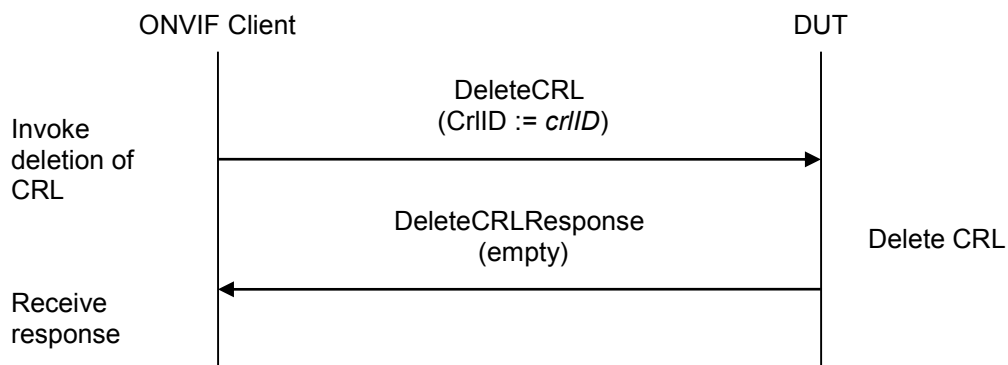 ONVIF Client
DUT
DeleteCRL
(CrlID := crlID)
Invoke
deletion of
CRL
DeleteCRLResponse
(empty)
Delete CRL
Receive
response